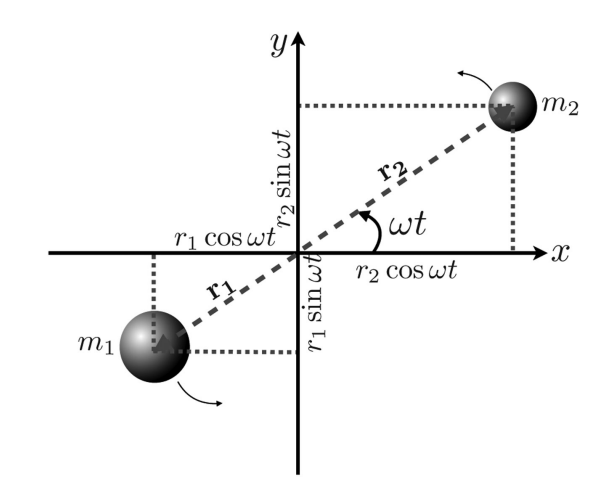 y
m₂
r₂
r₂ sin ωt
ωt
r₁ cos ωt
x
r₂ cos ωt
r₁
r₁ sin ωt
m₁